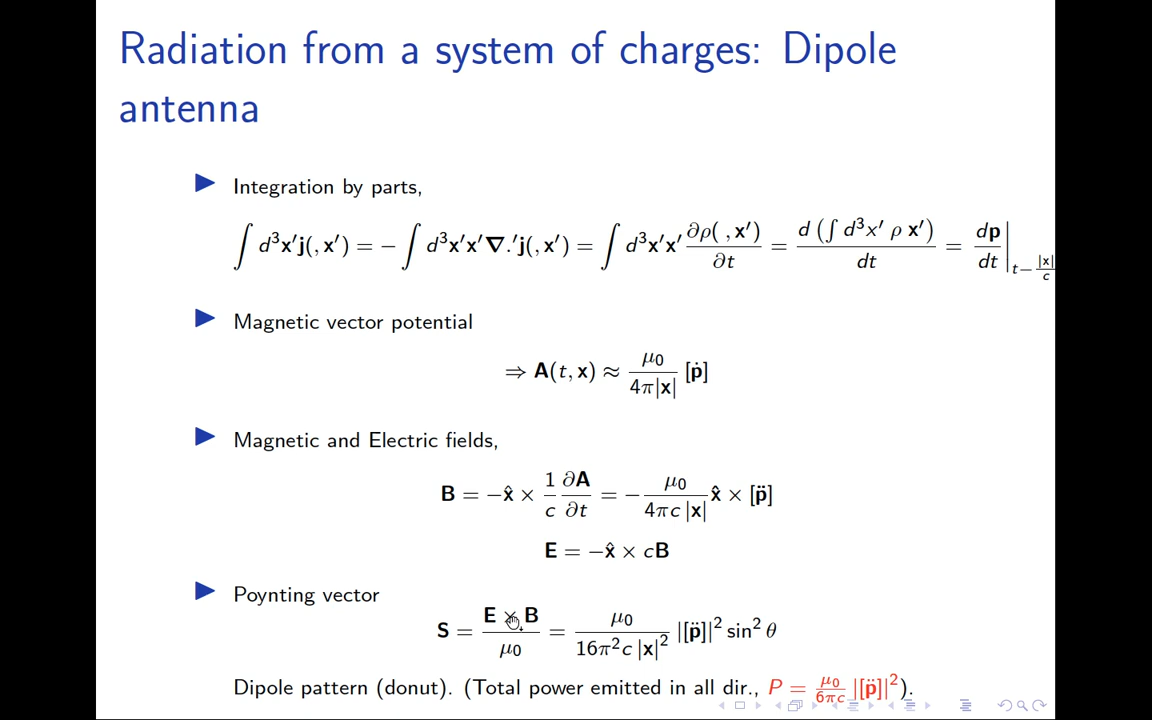 Radiation from a system of charges: Dipole
antenna
▶ Integration by parts,
∫ d³x′j(,x′) = − ∫ d³x′x′∇.′j(,x′) = ∫ d³x′x′ ∂ρ( ,x′)/∂t = d (∫ d³x′ ρ x′)/dt = dp/dt|_{t−|x|/c}
▶ Magnetic vector potential
⇒ A(t, x) ≈ μ₀/4π|x| [ṗ]
▶ Magnetic and Electric fields,
B = −x̂ × 1/c ∂A/∂t = − μ₀/4πc |x| x̂ × [p̈]
E = −x̂ × cB
▶ Poynting vector
S = E × B/μ₀ = μ₀/16π²c |x|² |[p̈]|² sin² θ
Dipole pattern (donut). (Total power emitted in all dir., P = μ₀/6πc |[p̈]|²).